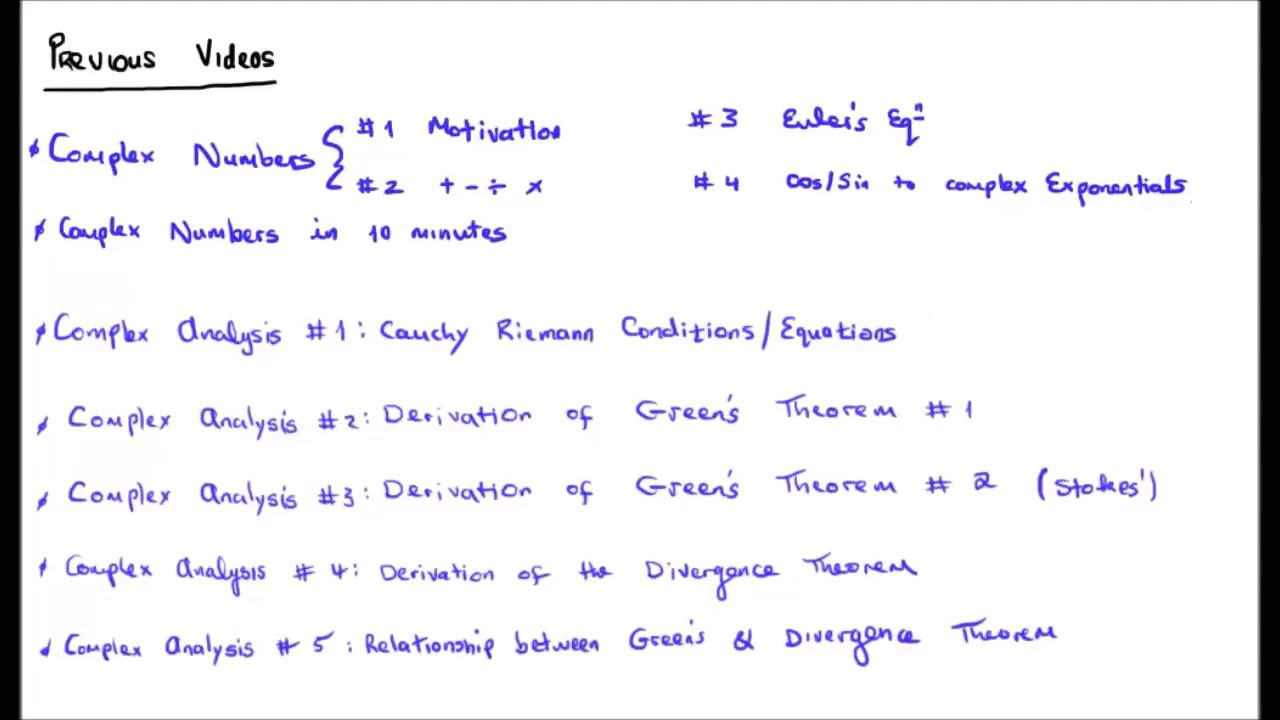 Previous Videos
Complex Numbers { #1 Motivation #3 Euler's Eqn
#2 + - ÷ x #4 Cos/Sin to complex Exponentials
Complex Numbers in 10 minutes
Complex Analysis #1: Cauchy Riemann Conditions/Equations
Complex Analysis #2: Derivation of Green's Theorem #1
Complex Analysis #3: Derivation of Green's Theorem #2 (Stokes')
Complex Analysis #4: Derivation of the Divergence Theorem
Complex Analysis #5: Relationship between Green's & Divergence Theorem